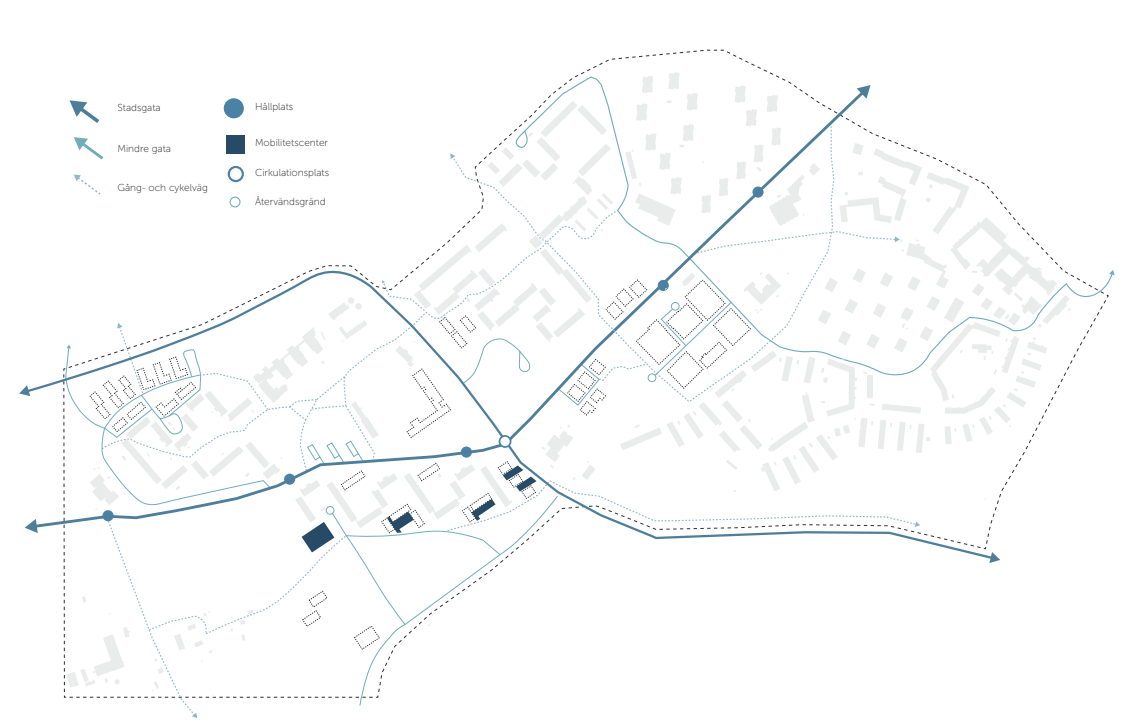 Stadsgata
Mindre gata
Gång- och cykelväg
Hållplats
Mobilitetscenter
Cirkulationsplats
Återvändsgränd